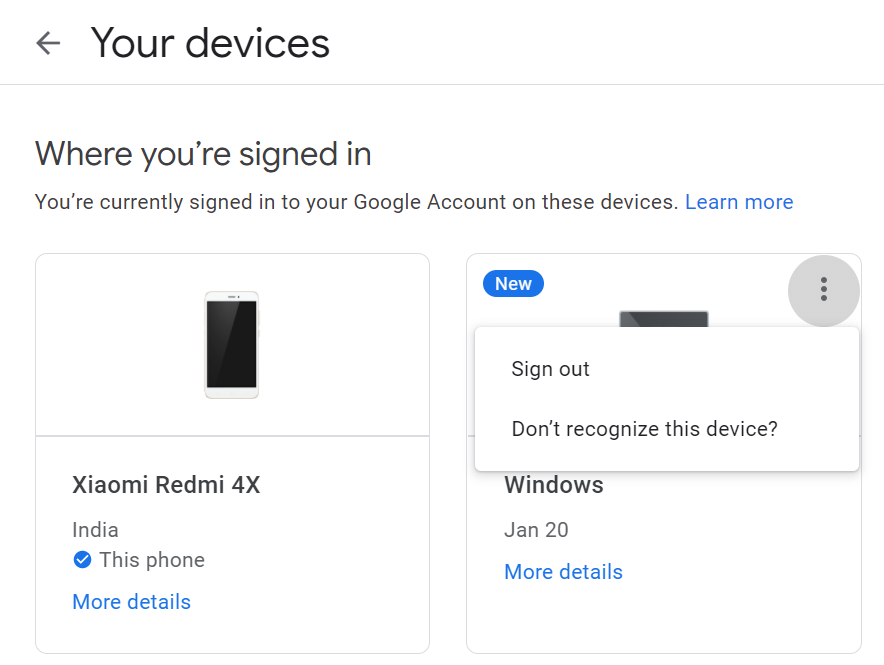 Your devices
Where you’re signed in
You’re currently signed in to your Google Account on these devices. Learn more
New
Sign out
Don’t recognize this device?
Xiaomi Redmi 4X
India
This phone
More details
Windows
Jan 20
More details